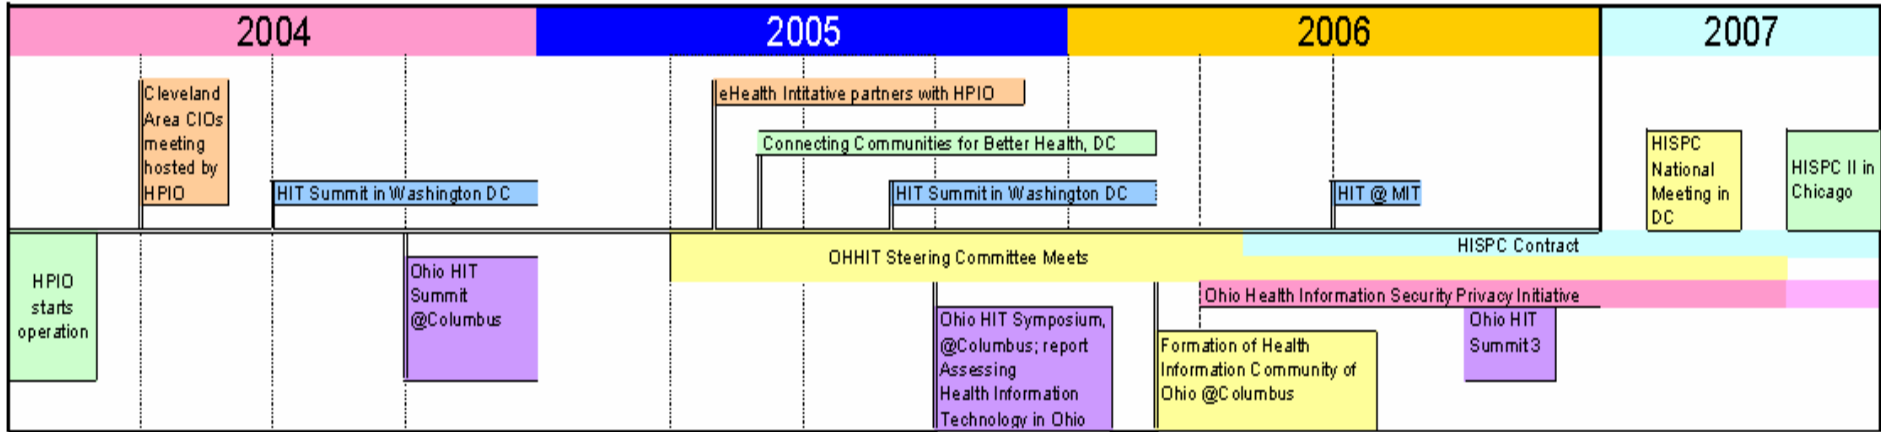 2004
2005
2006
2007
Cleveland
Area CIOs
meeting
hosted by
HPIO
HIT Summit in Washington DC
eHealth Intitative partners with HPIO
Connecting Communities for Better Health, DC
HIT Summit in Washington DC
HIT @ MIT
HISPC
National
Meeting in
DC
HISPC II in
Chicago
HPIO
starts
operation
Ohio HIT
Summit
@Columbus
OHHIT Steering Committee Meets
HISPC Contract
Ohio Health Information Security Privacy Initiative
Ohio HIT Symposium,
@Columbus; report
Assessing
Health Information
Technology in Ohio
Formation of Health
Information Community of
Ohio @Columbus
Ohio HIT
Summit 3